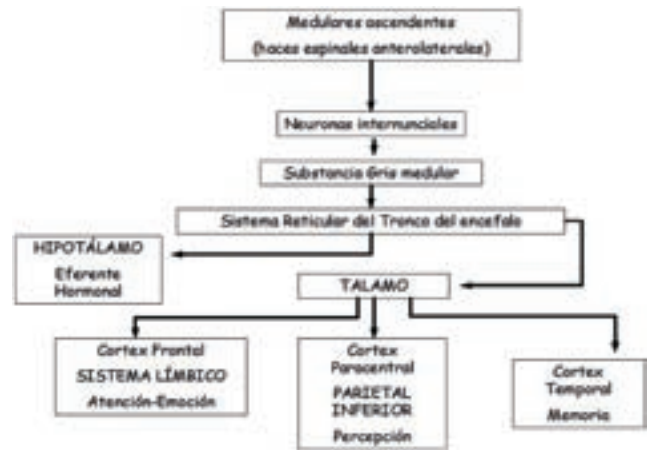 Medulares ascendentes
(haces espinales anterolaterales)
Neuronas internunciales
Substancia Gris medular
Sistema Reticular del Tronco del encefalo
HIPOTÁLAMO
Eferente
Hormonal
TALAMO
Cortex Frontal
SISTEMA LÍMBICO
Atención-Emoción
Cortex
Paracentral
PARIETAL
INFERIOR
Percepción
Cortex
Temporal
Memoria